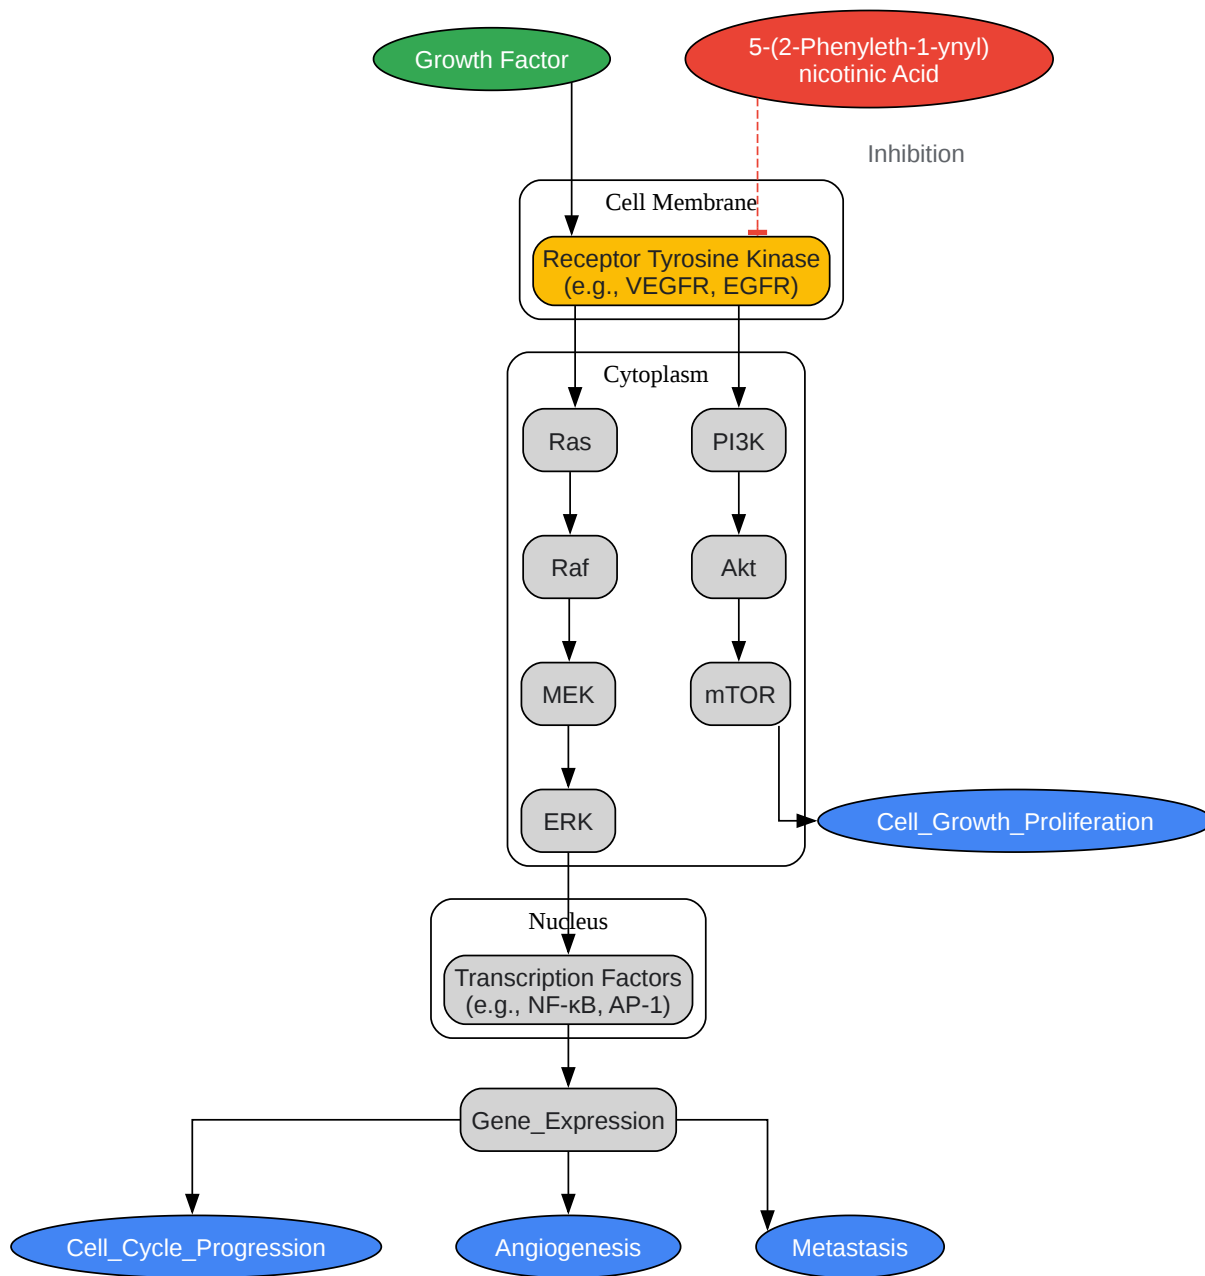 Growth Factor
5-(2-Phenyleth-1-ynyl)
nicotinic Acid
Inhibition
Cell Membrane
Receptor Tyrosine Kinase
(e.g., VEGFR, EGFR)
Cytoplasm
Ras
PI3K
Raf
Akt
MEK
mTOR
ERK
Cell_Growth_Proliferation
Nucleus
Transcription Factors
(e.g., NF-κB, AP-1)
Gene_Expression
Cell_Cycle_Progression
Angiogenesis
Metastasis